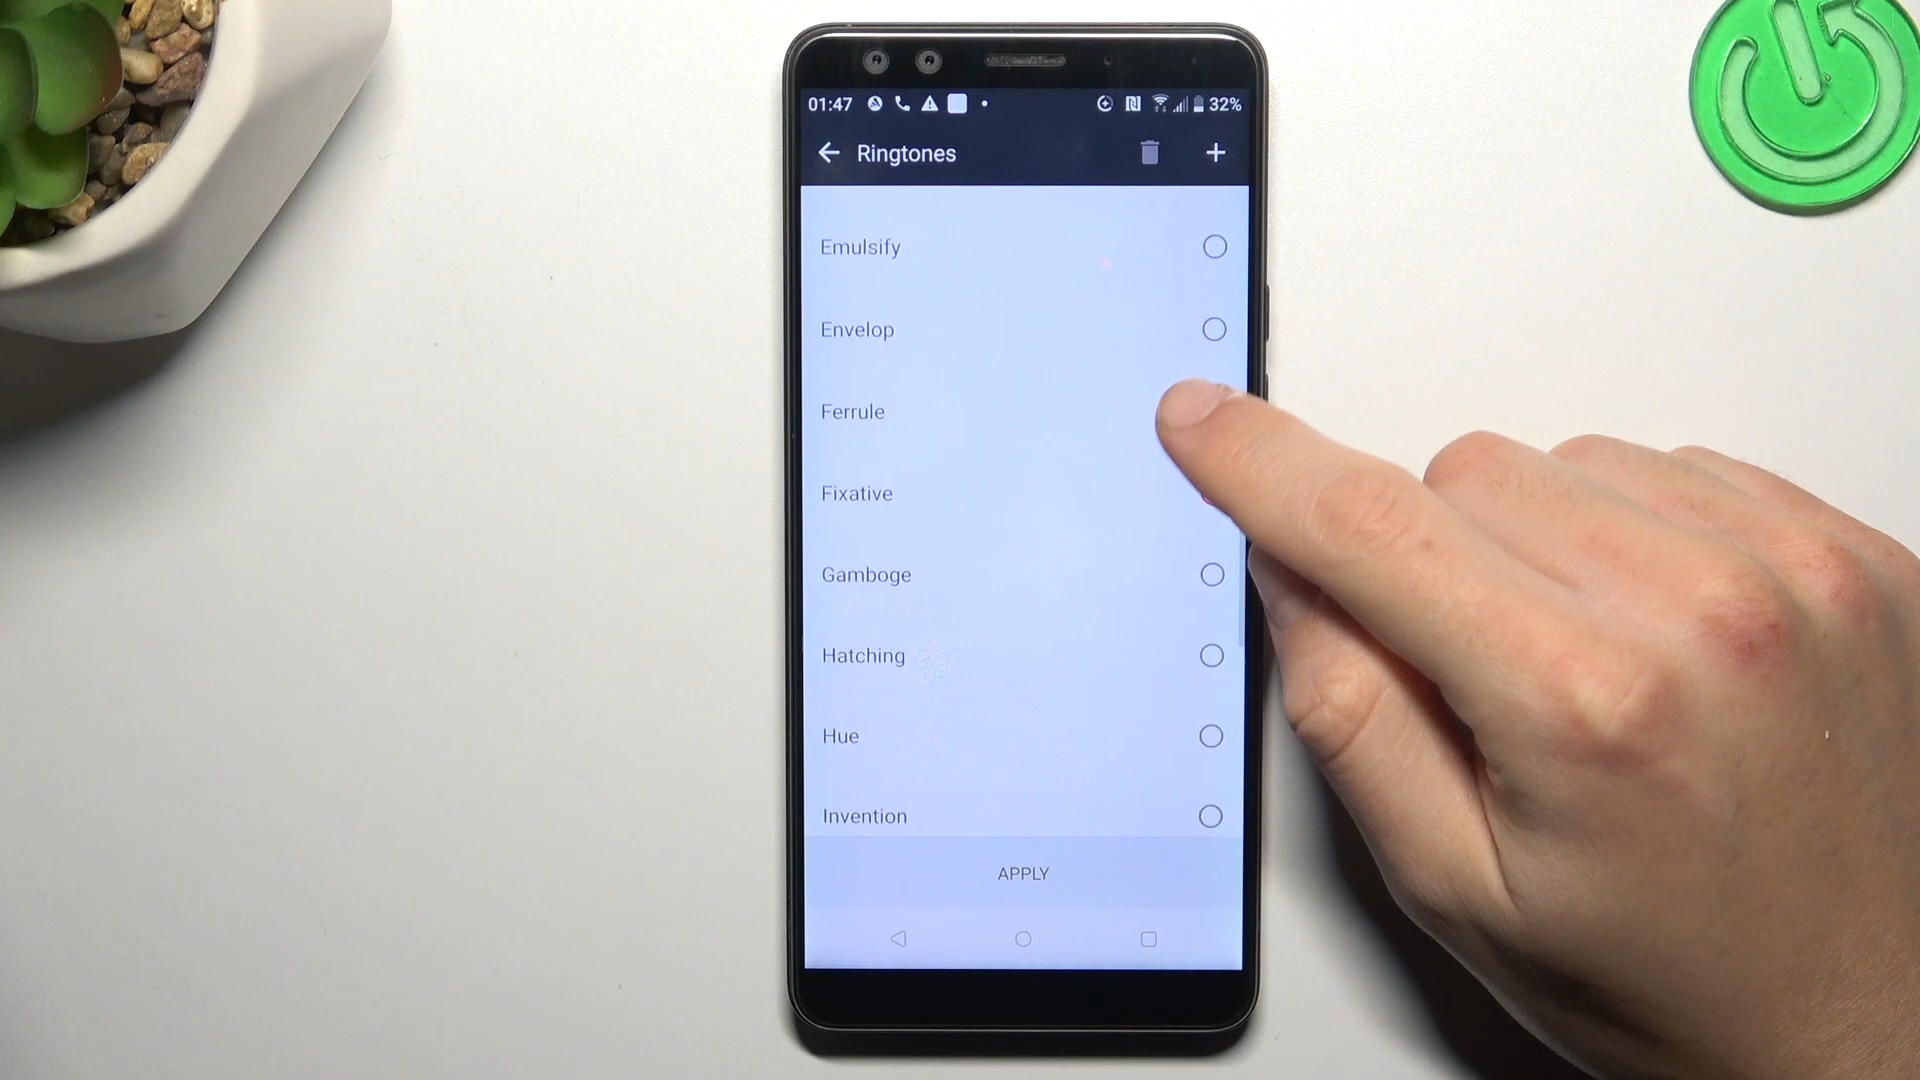 01:47 32%
Ringtones
Emulsify
Envelop
Ferrule
Fixative
Gamboge
Hatching
Hue
Invention
APPLY